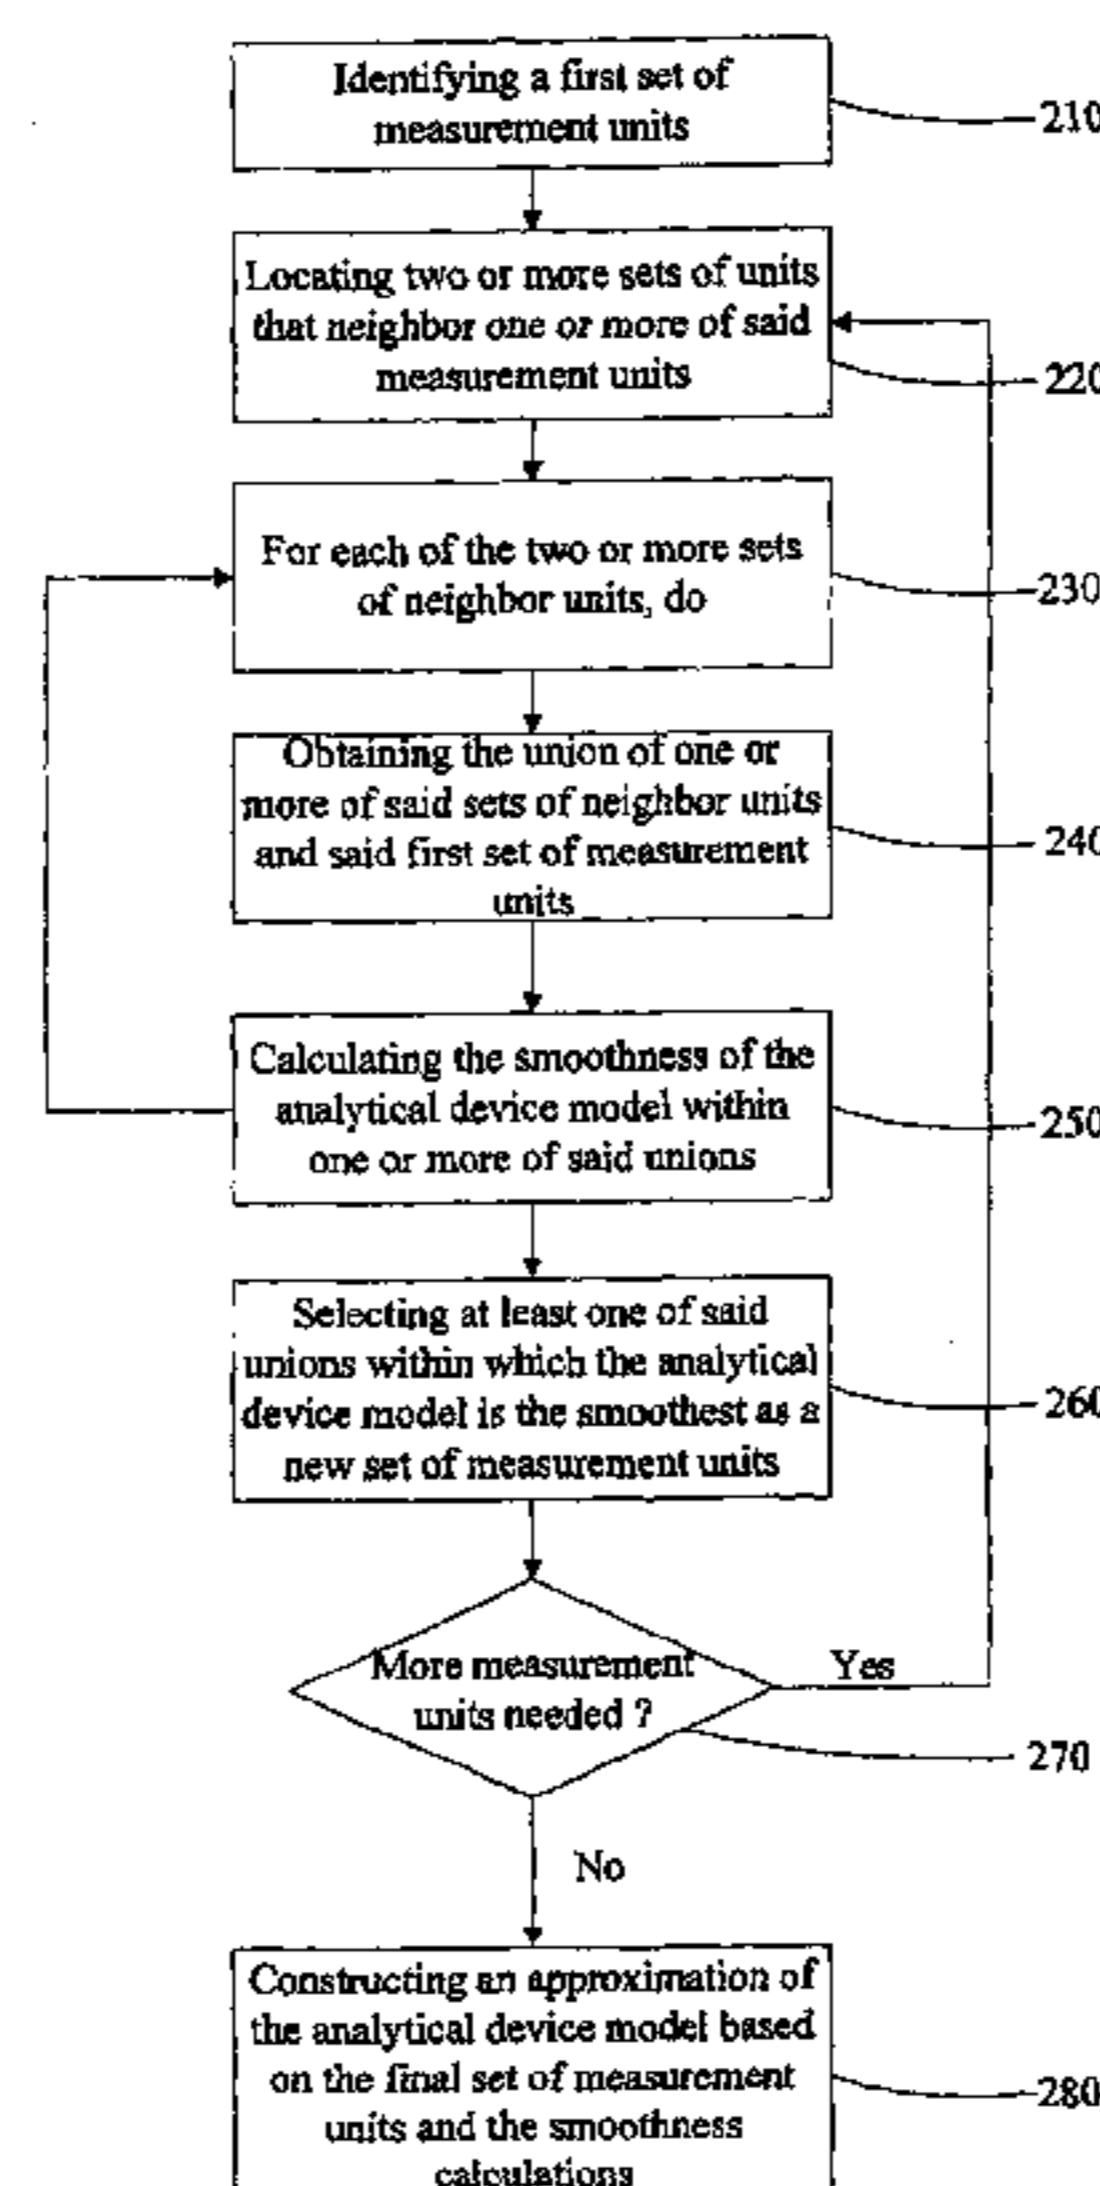 Identifying a first set of
measurement units
210
Locating two or more sets of units
that neighbor one or more of said
measurement units
220
For each of the two or more sets
of neighbor units, do
230
Obtaining the union of one or
more of said sets of neighbor units
and said first set of measurement
units
240
Calculating the smoothness of the
analytical device model within
one or more of said unions
250
Selecting at least one of said
unions within which the analytical
device model is the smoothest as a
new set of measurement units
260
More measurement
units needed ?
Yes
270
No
Constructing an approximation of
the analytical device model based
on the final set of measurement
units and the smoothness
calculations
280